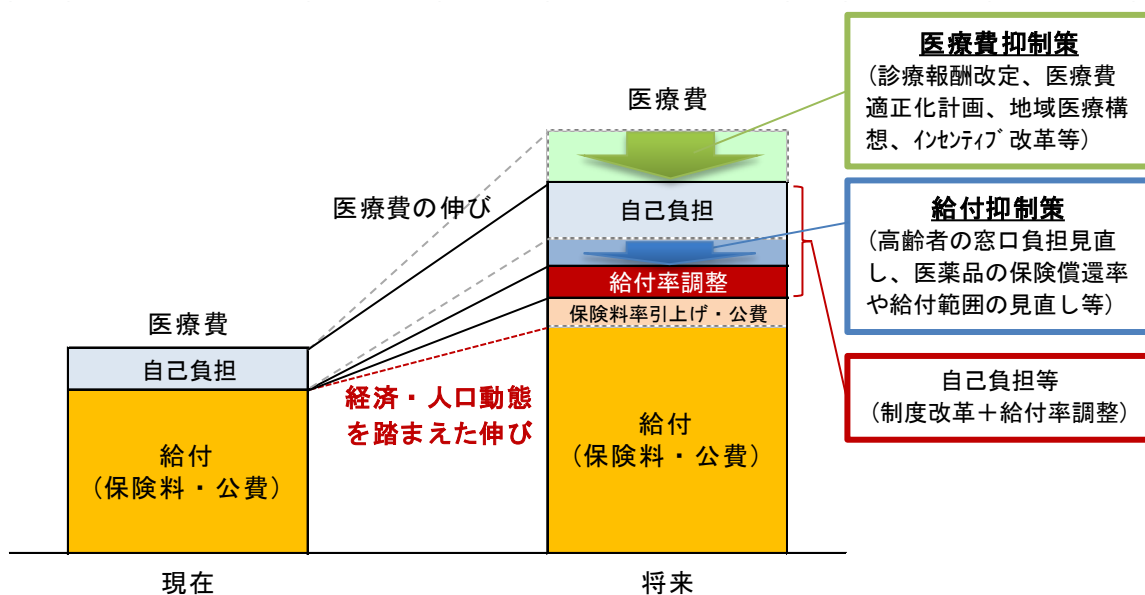 医療費抑制策
（診療報酬改定、医療費
適正化計画、地域医療構
想、ｲﾝｾﾝﾃｨﾌﾞ改革等）
医療費
医療費の伸び
自己負担
給付抑制策
（高齢者の窓口負担見直
し、医薬品の保険償還率
や給付範囲の見直し等）
給付率調整
保険料率引上げ・公費
医療費
自己負担
経済・人口動態
を踏まえた伸び
自己負担等
（制度改革＋給付率調整）
給付
（保険料・公費）
給付
（保険料・公費）
現在
将来